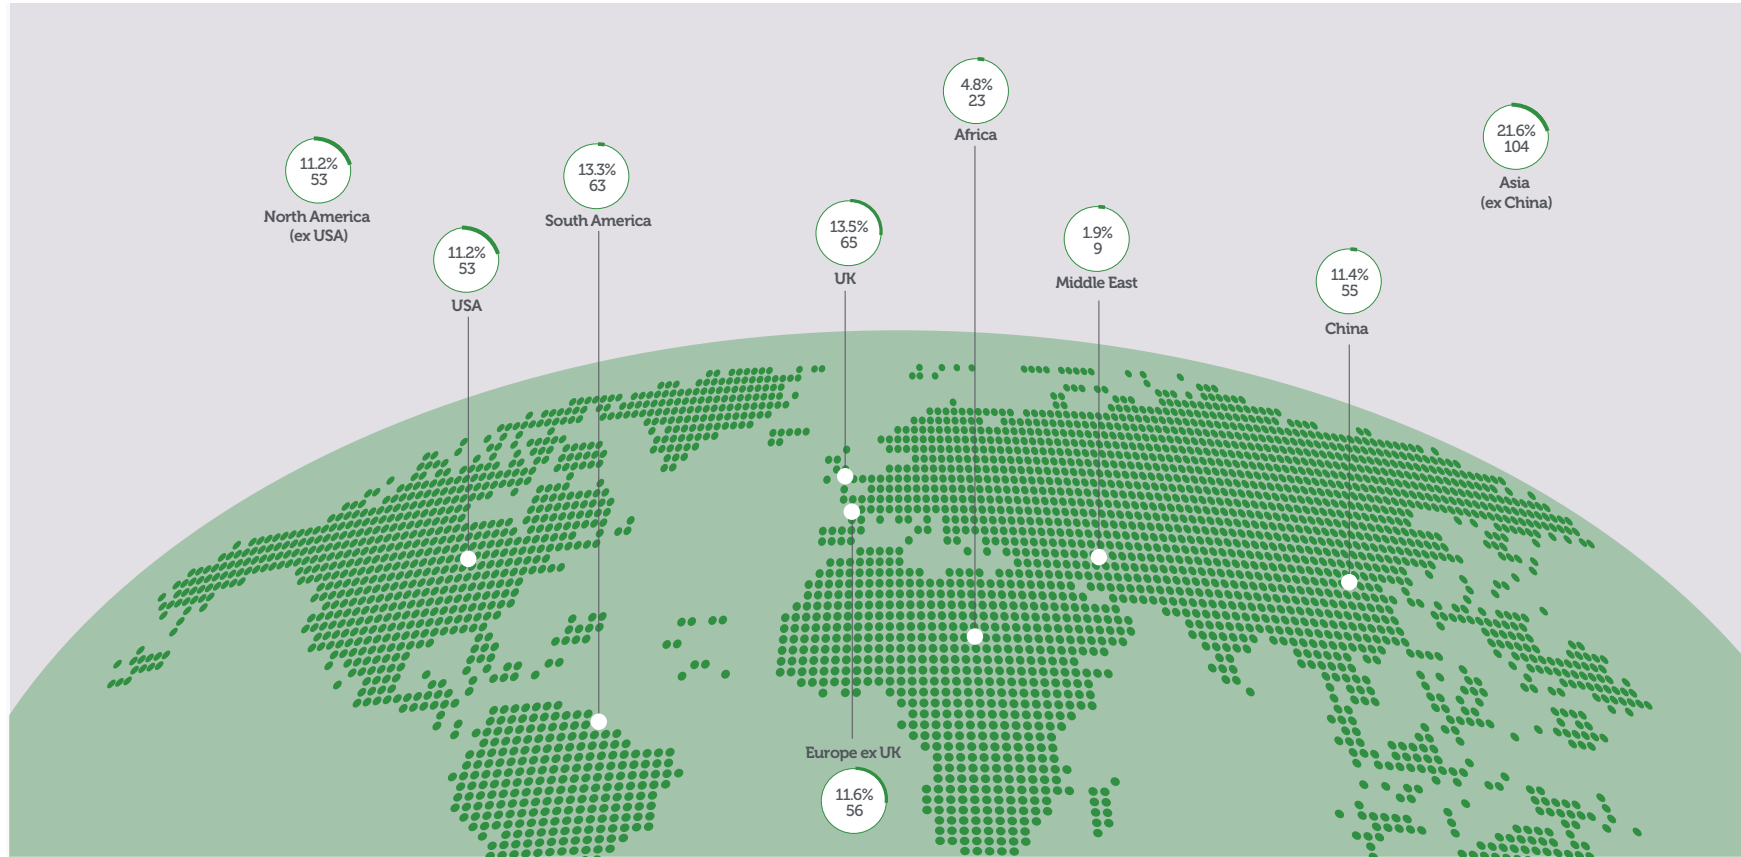 11.2%
53
North America
(ex USA)
11.2%
53
USA
13.3%
63
South America
13.5%
65
UK
4.8%
23
Africa
1.9%
9
Middle East
11.4%
55
China
21.6%
104
Asia
(ex China)
Europe ex UK
11.6%
56